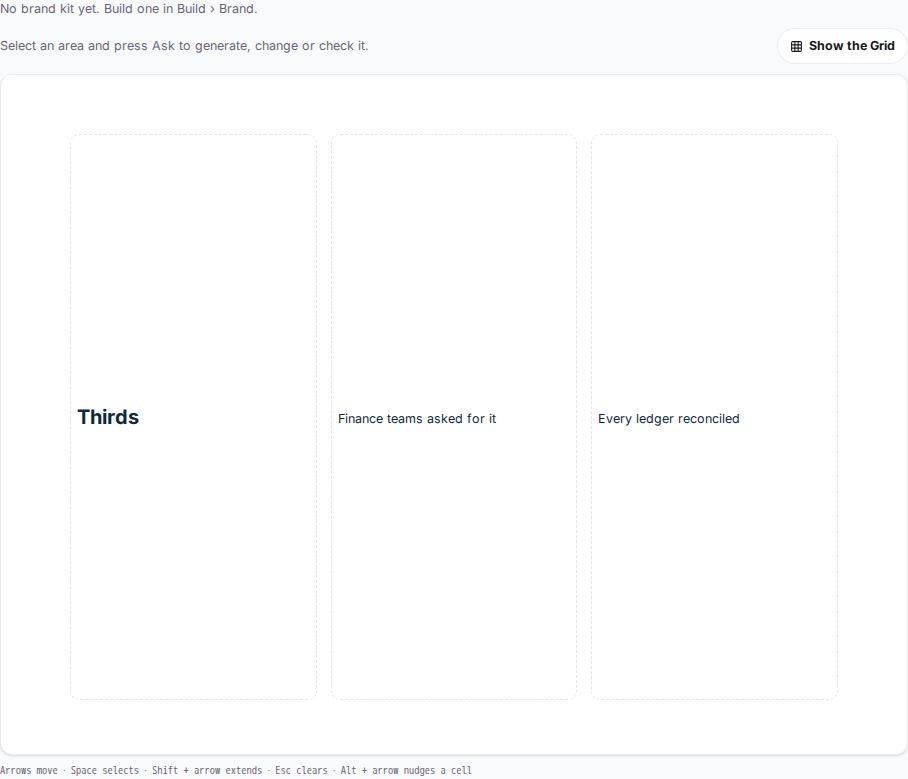 No brand kit yet. Build one in Build › Brand.
Select an area and press Ask to generate, change or check it.
Show the Grid
Thirds
Finance teams asked for it
Every ledger reconciled
Arrows move · Space selects · Shift + arrow extends · Esc clears · Alt + arrow nudges a cell